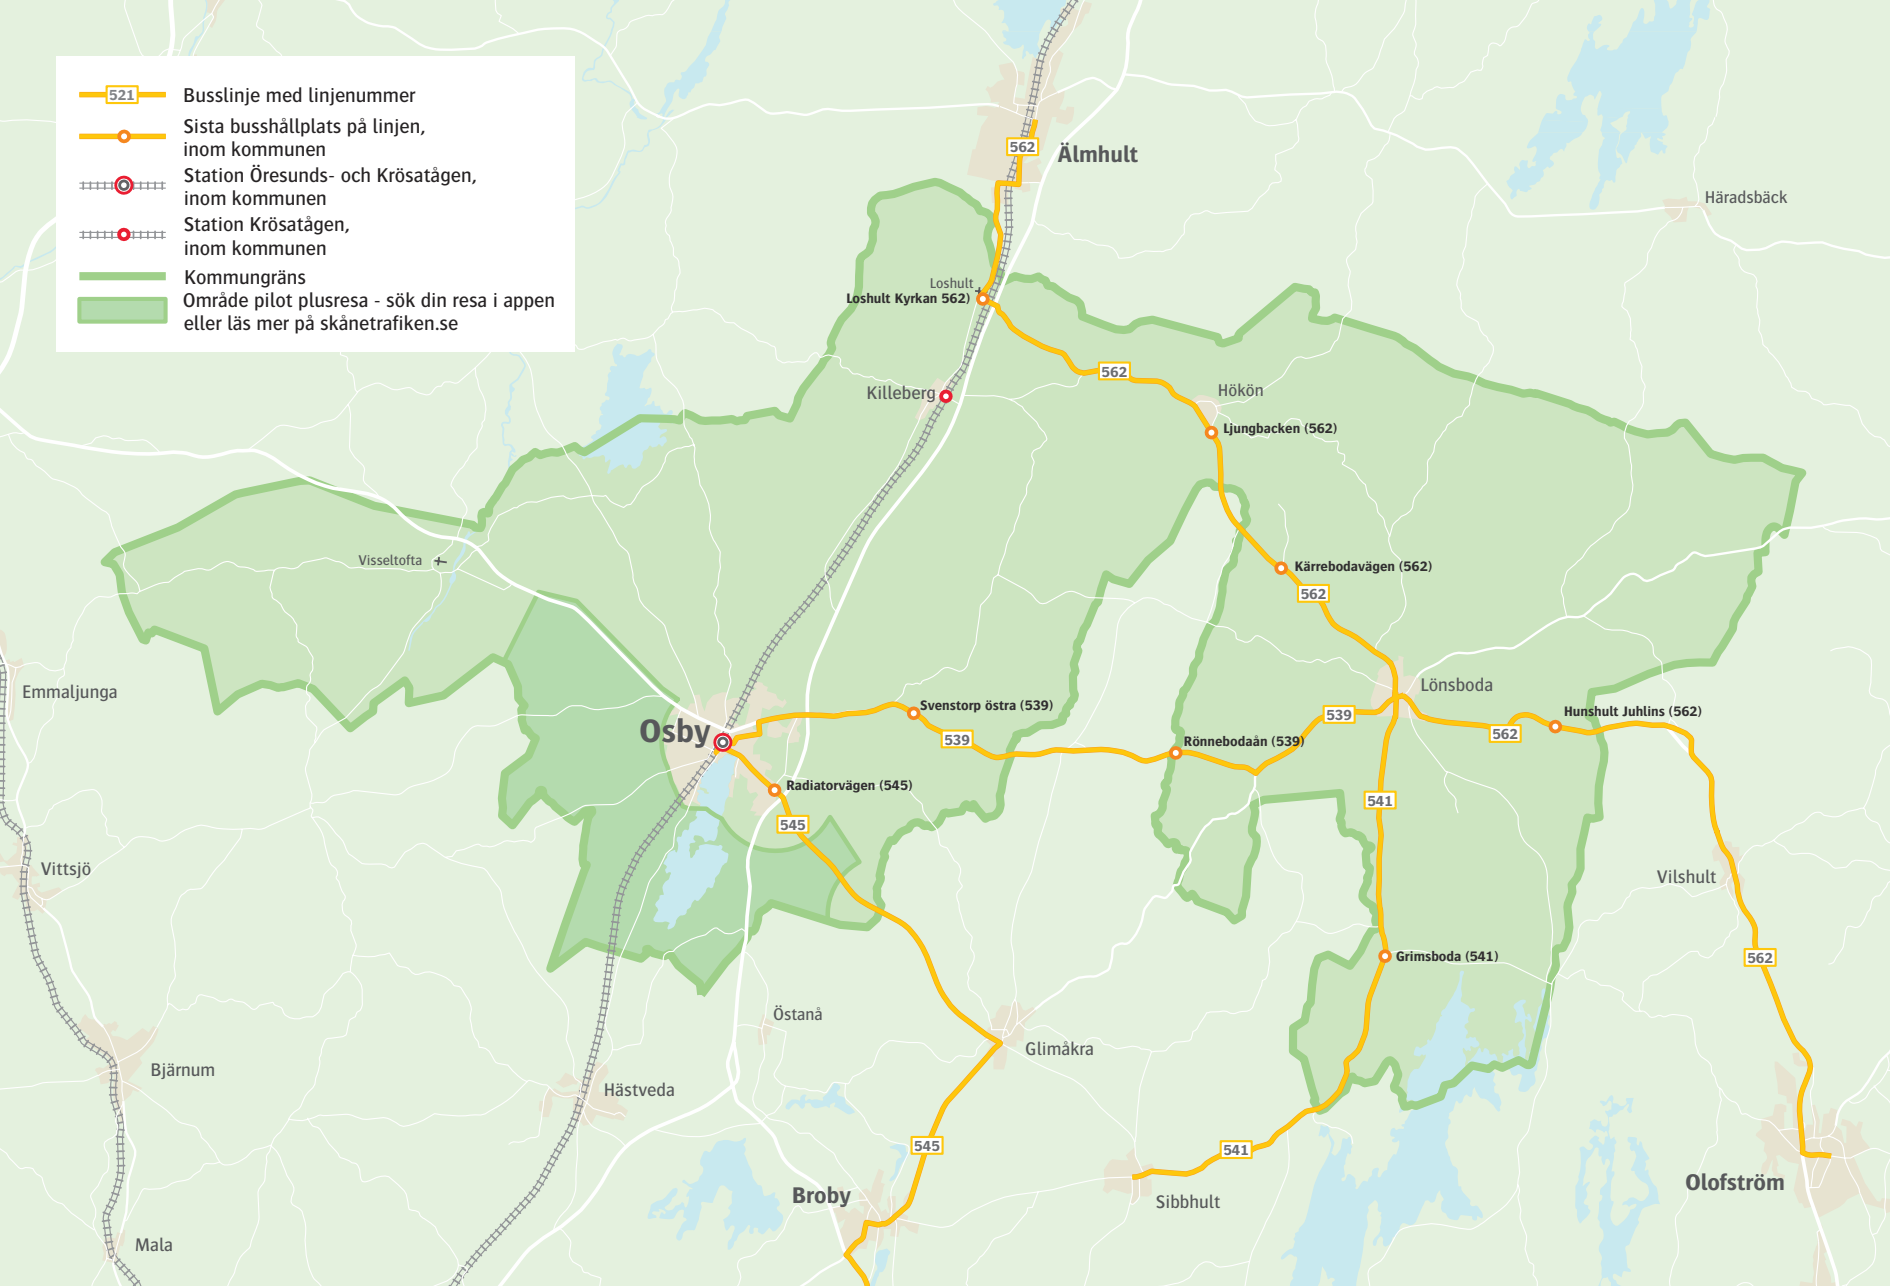 521
Busslinje med linjenummer
Sista busshållplats på linjen,
inom kommunen
Station Öresunds- och Krösatågen,
inom kommunen
Station Krösatågen,
inom kommunen
Kommungräns
Område pilot plusresa - sök din resa i appen
eller läs mer på skånetrafiken.se
562
Älmhult
Häradsbäck
Loshult
Loshult Kyrkan 562)
562
Killeberg
Hökön
Ljungbacken (562)
Visseltofta
Kärrebodavägen (562)
562
Emmaljunga
Lönsboda
Svenstorp östra (539)
539
Hunshult Juhlins (562)
Osby
539
Rönnebodaån (539)
562
Radiatorvägen (545)
541
545
Vittsjö
Vilshult
Grimsboda (541)
562
Östanå
Glimåkra
Bjärnum
Hästveda
545
541
Broby
Sibbhult
Olofström
Mala